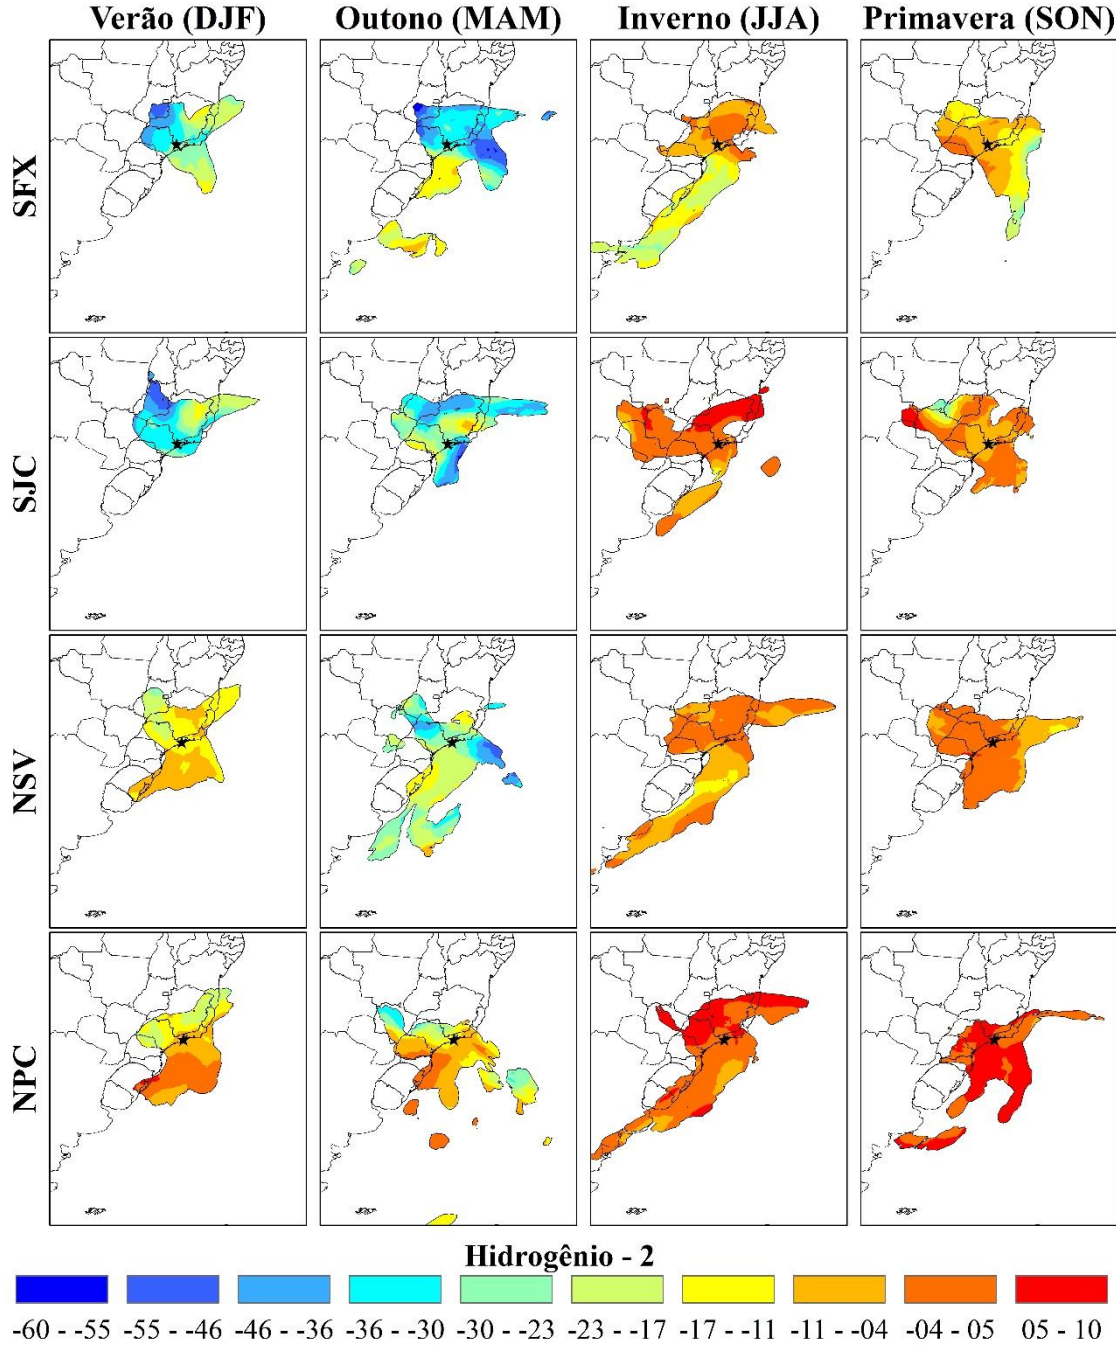 Verão (DJF) Outono (MAM) Inverno (JJA) Primavera (SON)
SFX
SJC
NSV
NPC
Hidrogênio - 2
-60 - -55 -55 - -46 -46 - -36 -36 - -30 -30 - -23 -23 - -17 -17 - -11 -11 - -04 -04 - 05 05 - 10